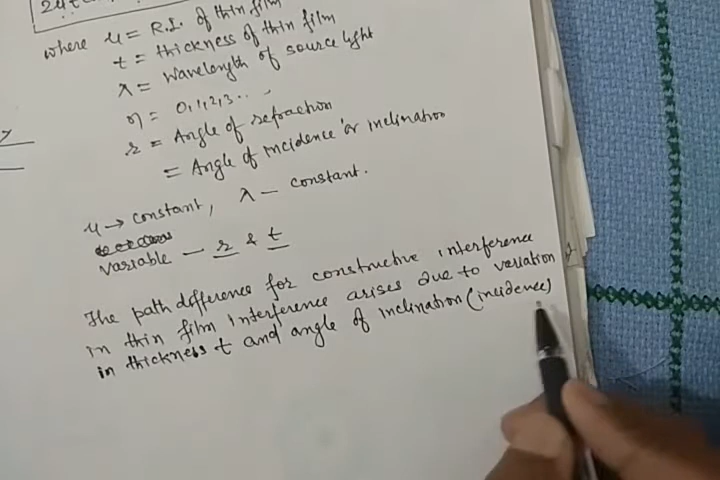 where μ = R.I. of thin film
t = thickness of thin film
λ = Wavelength of source light
η = 0,1,2,3...
r = Angle of refraction
= Angle of incidence or inclination
μ → constant, λ — constant.
variable — r & t
The path difference for constructive interference
in thin film interference arises due to variation
in thickness t and angle of inclination (incidence)